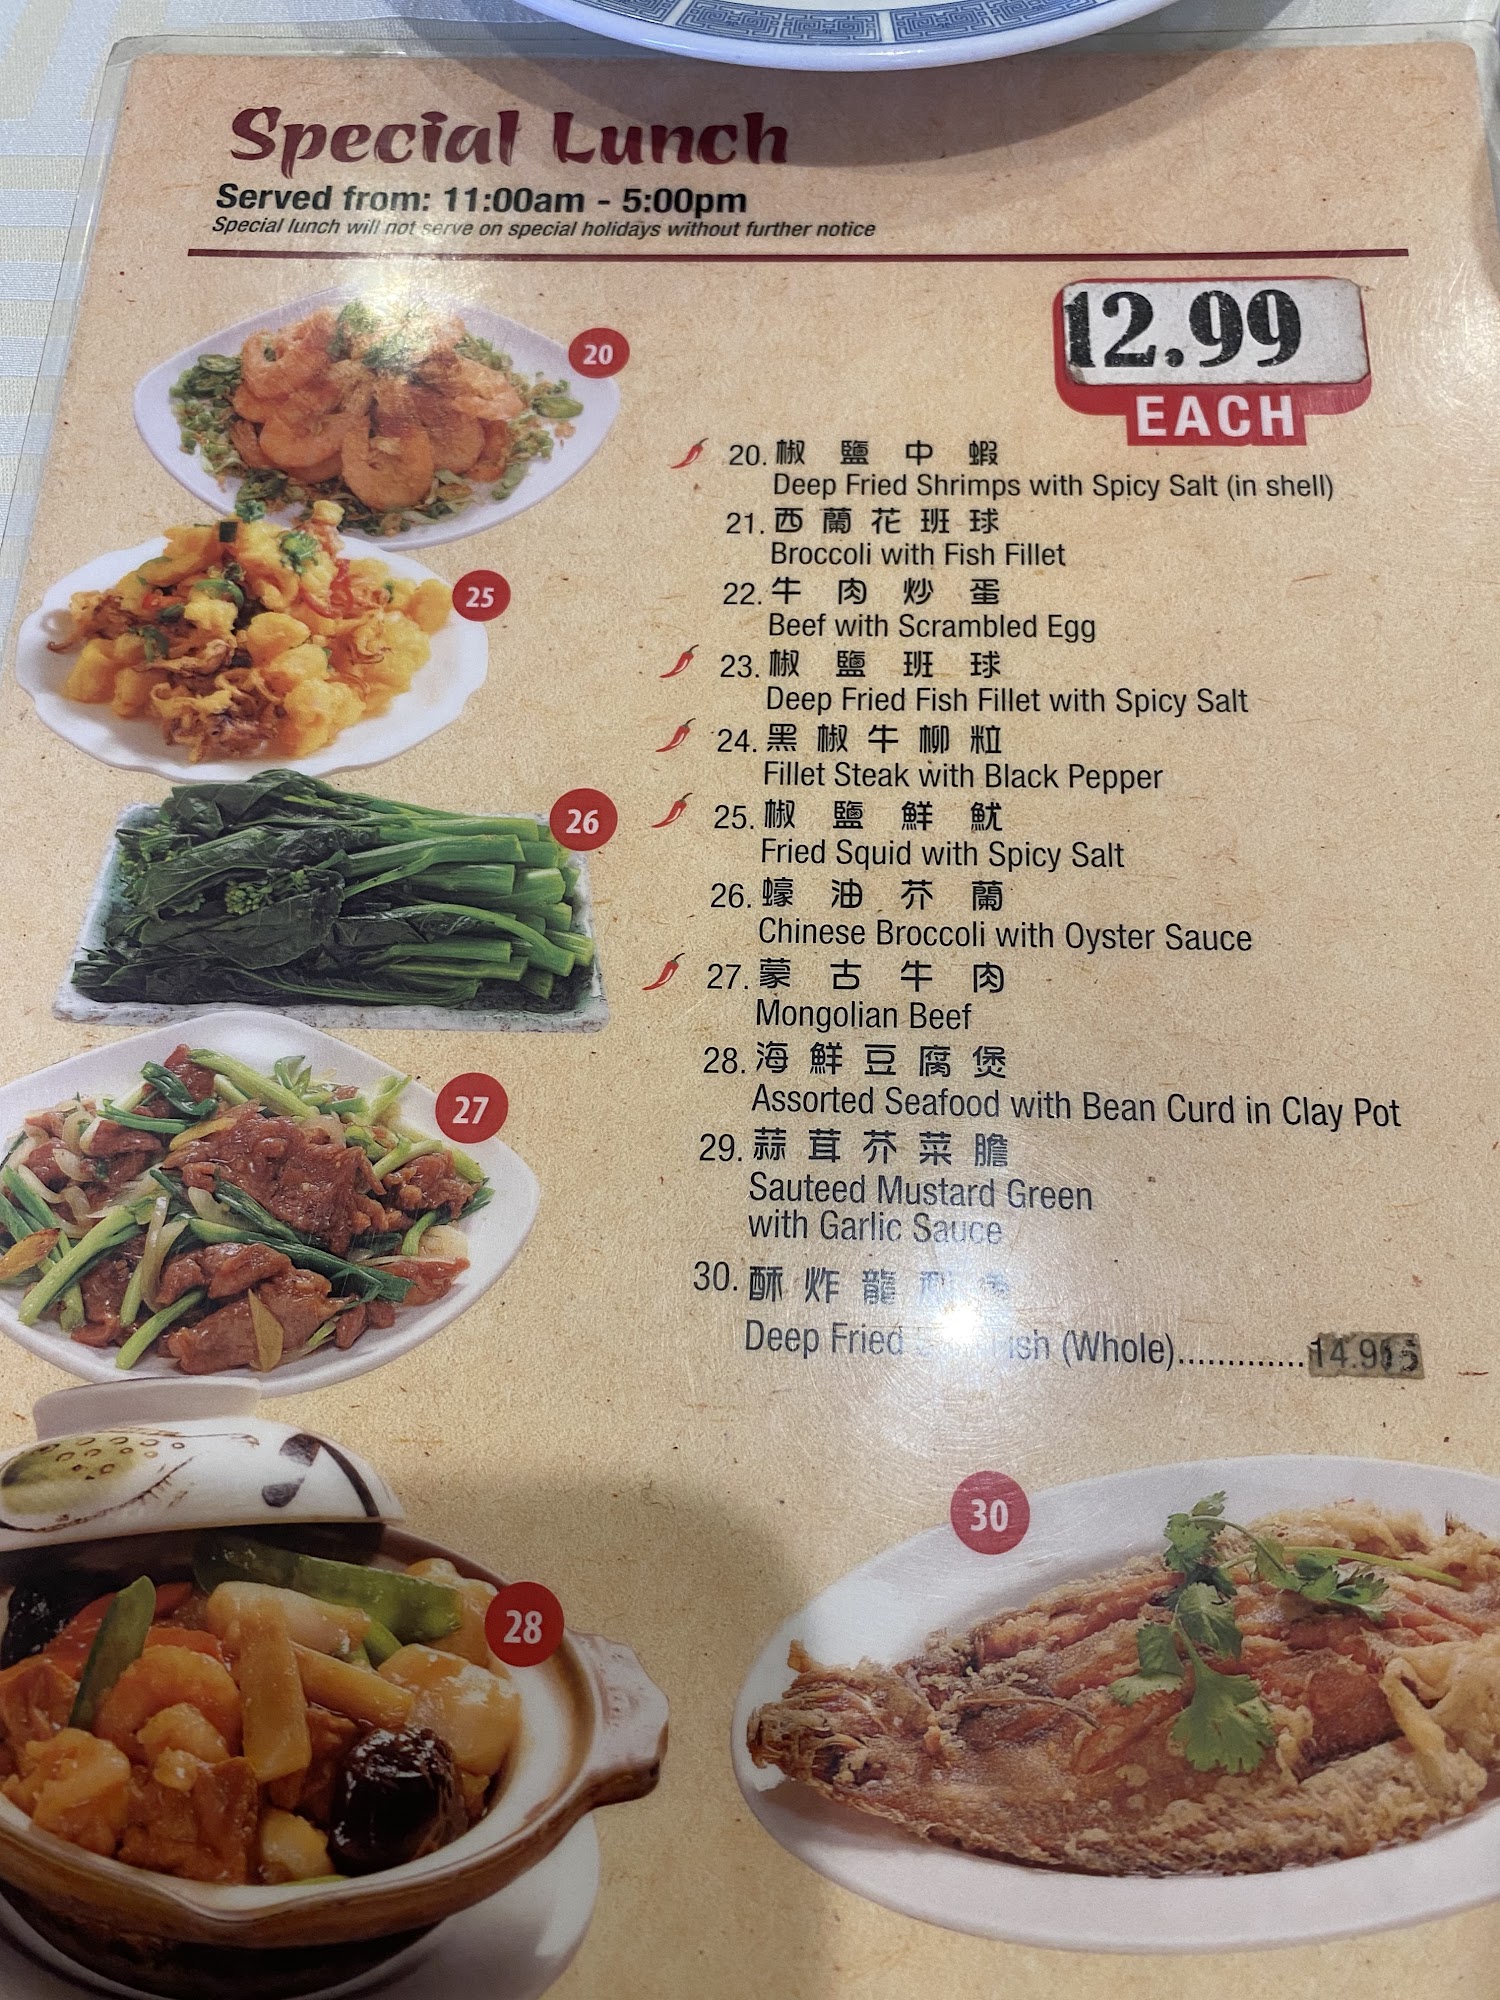 Special Lunch
Served from: 11:00am - 5:00pm
Special lunch will not serve on special holidays without further notice
12.99
EACH
20. 椒鹽中蝦
Deep Fried Shrimps with Spicy Salt (in shell)
21. 西蘭花班球
Broccoli with Fish Fillet
22. 牛肉炒蛋
Beef with Scrambled Egg
23. 椒鹽班球
Deep Fried Fish Fillet with Spicy Salt
24. 黑椒牛柳粒
Fillet Steak with Black Pepper
25. 椒鹽鮮魷
Fried Squid with Spicy Salt
26. 蠔油芥蘭
Chinese Broccoli with Oyster Sauce
27. 蒙古牛肉
Mongolian Beef
28. 海鮮豆腐煲
Assorted Seafood with Bean Curd in Clay Pot
29. 蒜茸芥菜膽
Sauteed Mustard Green
with Garlic Sauce
30. 酥炸龍
Deep Fried (Whole).............
20
25
26
27
28
30